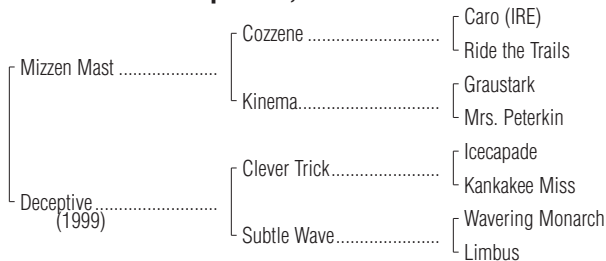 Caro (IRE)
Cozzene ..............................
Ride the Trails
Mizzen Mast ......................
Graustark
Kinema................................
Mrs. Peterkin
Icecapade
Clever Trick.........................
Kankakee Miss
Deceptive...........................
(1999)
Wavering Monarch
Subtle Wave.......................
Limbus